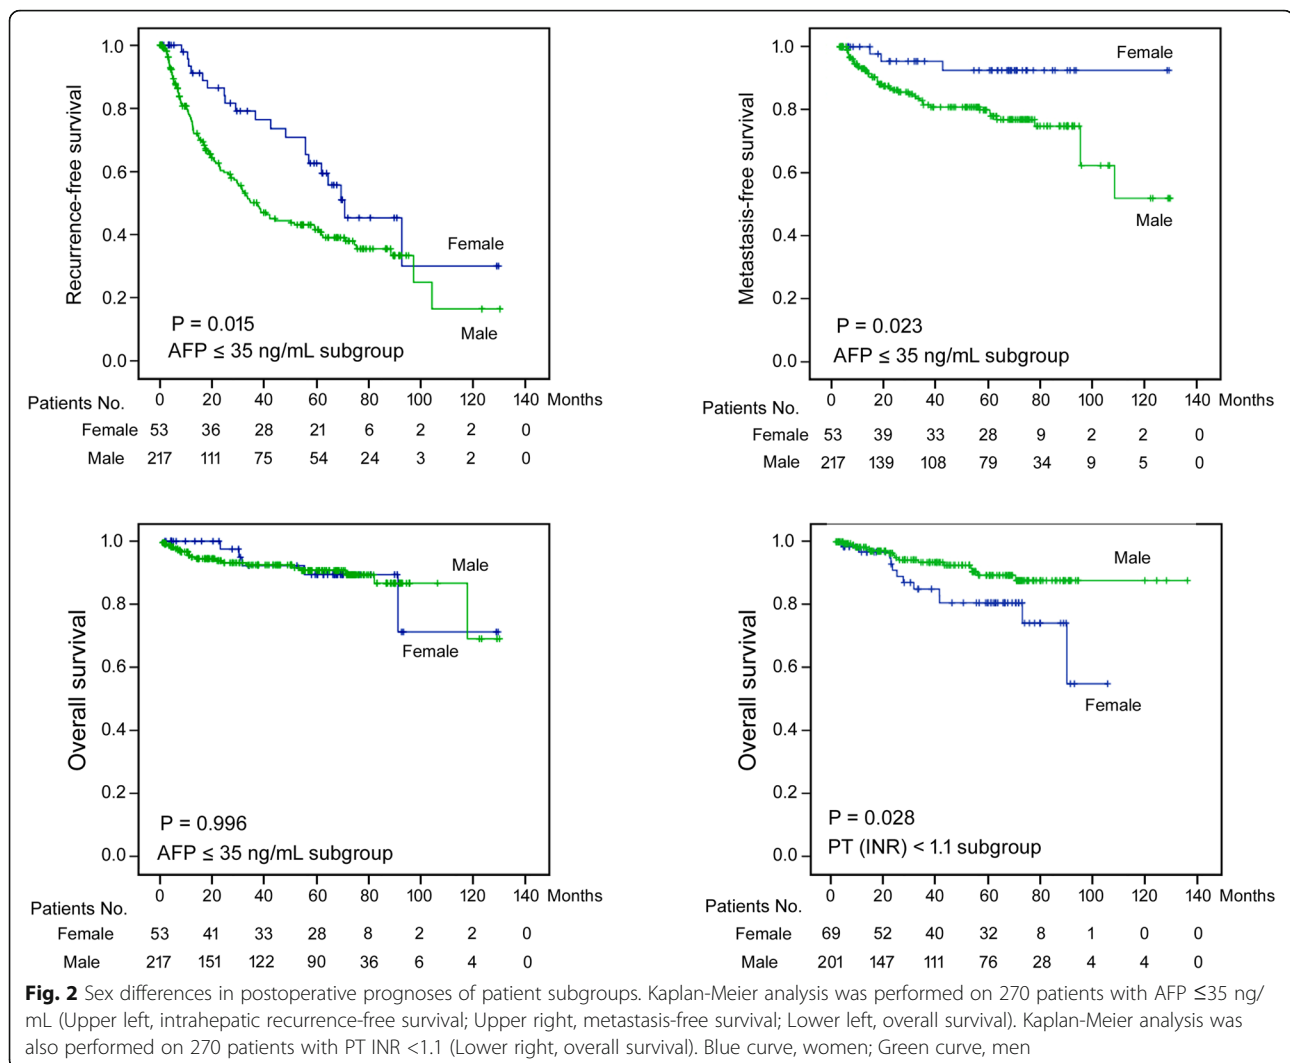 Recurrence-free survival
1.0
0.8
0.6
0.4
0.2
0.0
Female
Male
P = 0.015
AFP ≤ 35 ng/mL subgroup
0 20 40 60 80 100 120 140 Months
Patients No.
Female 53 36 28 21 6 2 2 0
Male 217 111 75 54 24 3 2 0
Metastasis-free survival
1.0
0.8
0.6
0.4
0.2
0.0
Female
Male
P = 0.023
AFP ≤ 35 ng/mL subgroup
0 20 40 60 80 100 120 140 Months
Patients No.
Female 53 39 33 28 9 2 2 0
Male 217 139 108 79 34 9 5 0
Overall survival
1.0
0.8
0.6
0.4
0.2
0.0
Male
Female
P = 0.996
AFP ≤ 35 ng/mL subgroup
0 20 40 60 80 100 120 140 Months
Patients No.
Female 53 41 33 28 8 2 2 0
Male 217 151 122 90 36 6 4 0
Overall survival
1.0
0.8
0.6
0.4
0.2
0.0
Male
Female
P = 0.028
PT (INR) < 1.1 subgroup
0 20 40 60 80 100 120 140 Months
Patients No.
Female 69 52 40 32 8 1 0 0
Male 201 147 111 76 28 4 4 0
Fig. 2 Sex differences in postoperative prognoses of patient subgroups. Kaplan-Meier analysis was performed on 270 patients with AFP ≤35 ng/
mL (Upper left, intrahepatic recurrence-free survival; Upper right, metastasis-free survival; Lower left, overall survival). Kaplan-Meier analysis was
also performed on 270 patients with PT INR <1.1 (Lower right, overall survival). Blue curve, women; Green curve, men